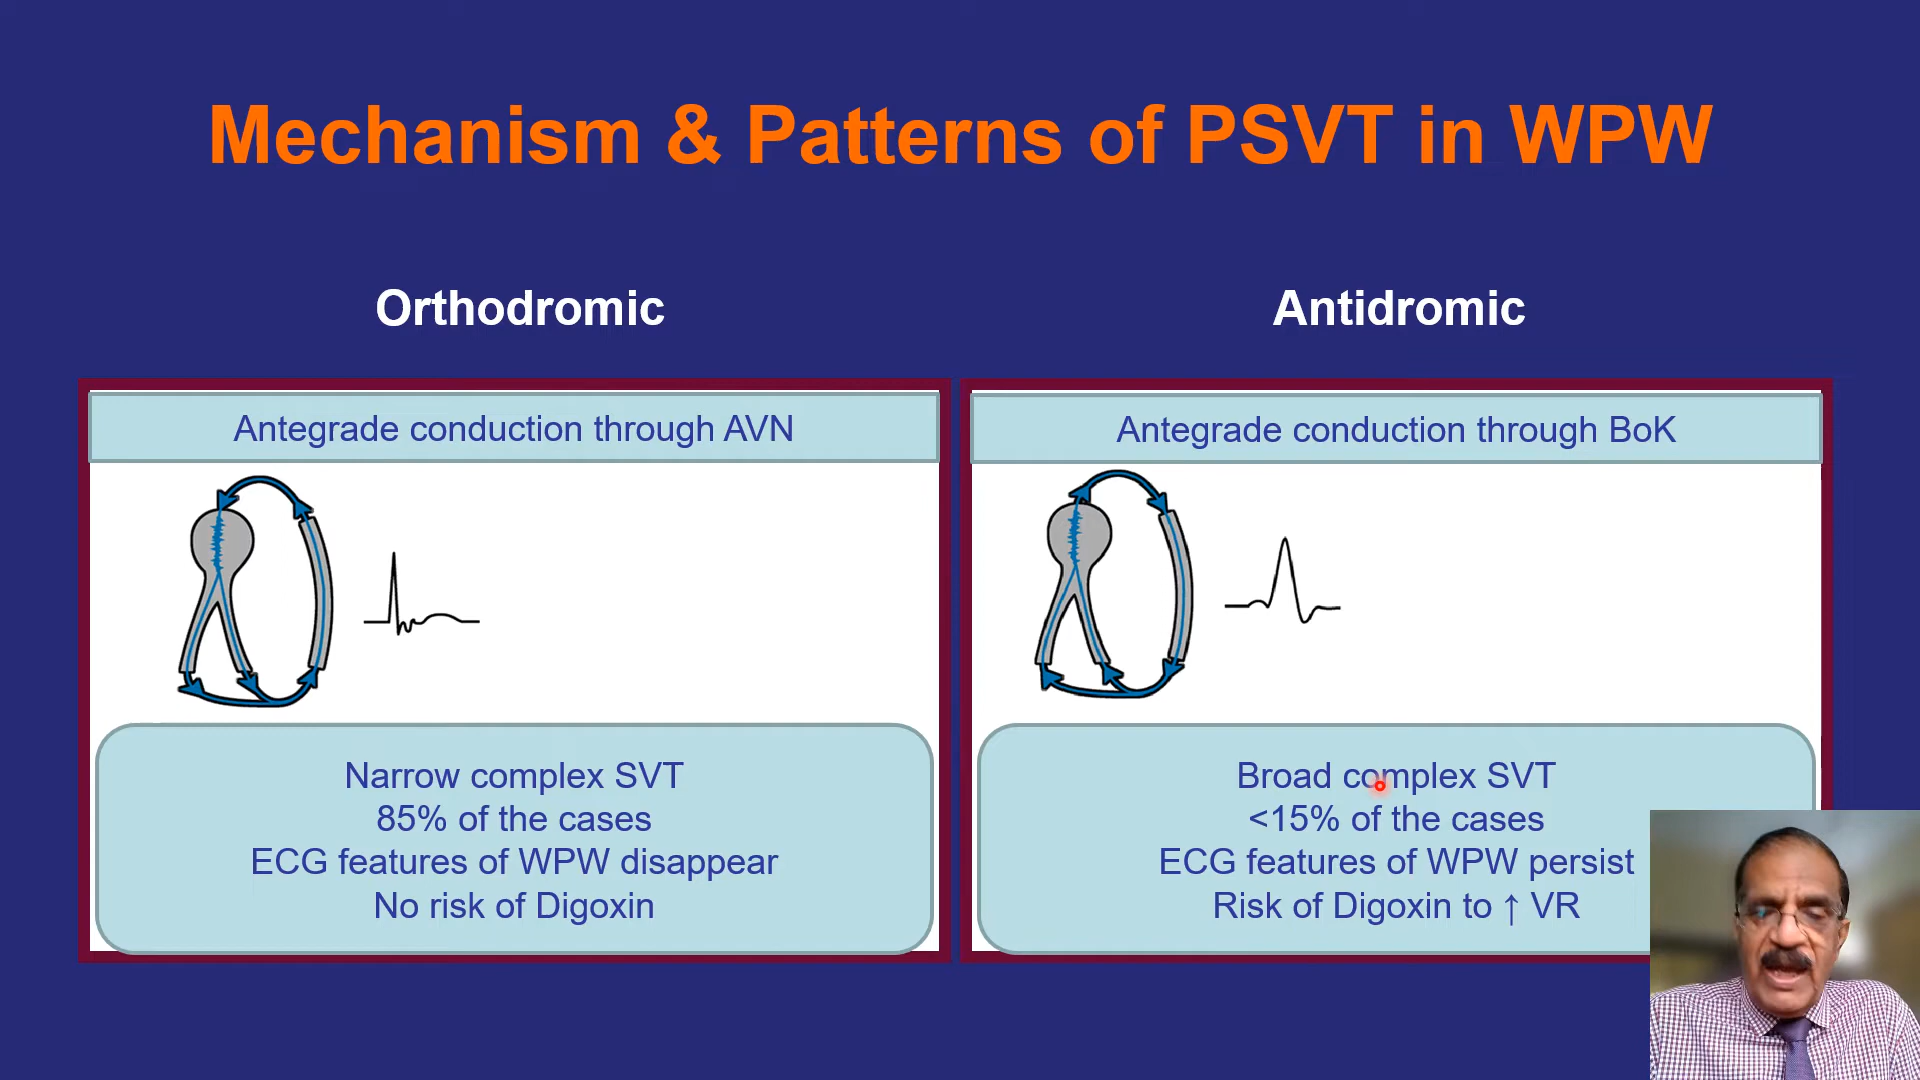 Mechanism & Patterns of PSVT in WPW
Orthodromic
Antegrade conduction through AVN
Narrow complex SVT
85% of the cases
ECG features of WPW disappear
No risk of Digoxin
Antidromic
Antegrade conduction through BoK
Broad complex SVT
<15% of the cases
ECG features of WPW persist
Risk of Digoxin to ↑ VR